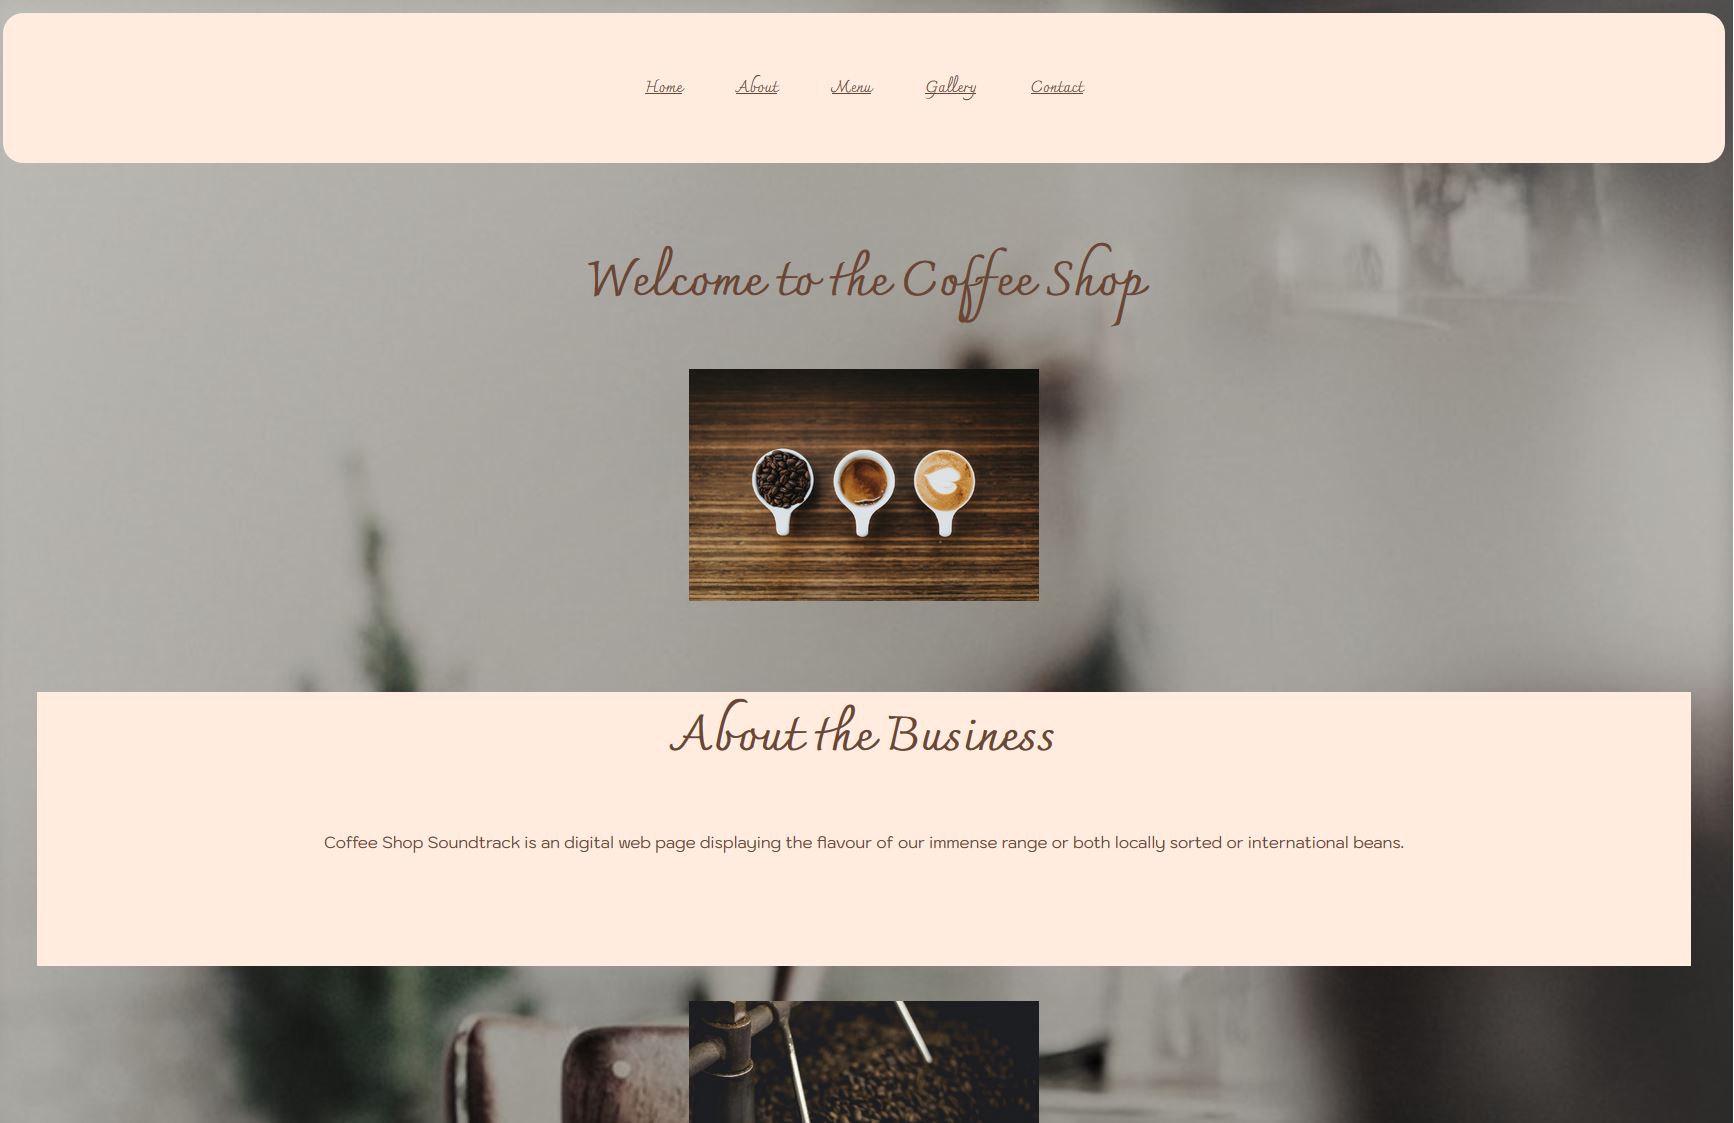 Home About Menu Gallery Contact
Welcome to the Coffee Shop
About the Business
Coffee Shop Soundtrack is an digital web page displaying the flavour of our immense range or both locally sorted or international beans.